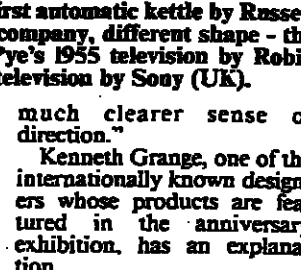 first automatic kettle by Russe
company, different shape - th
Pye's 1955 television by Robi
television by Sony (UK).
much clearer sense o
direction."
Kenneth Grange, one of th
internationally known design
ers whose products are fea
tured in the anniversary
exhibition, has an explana
tion